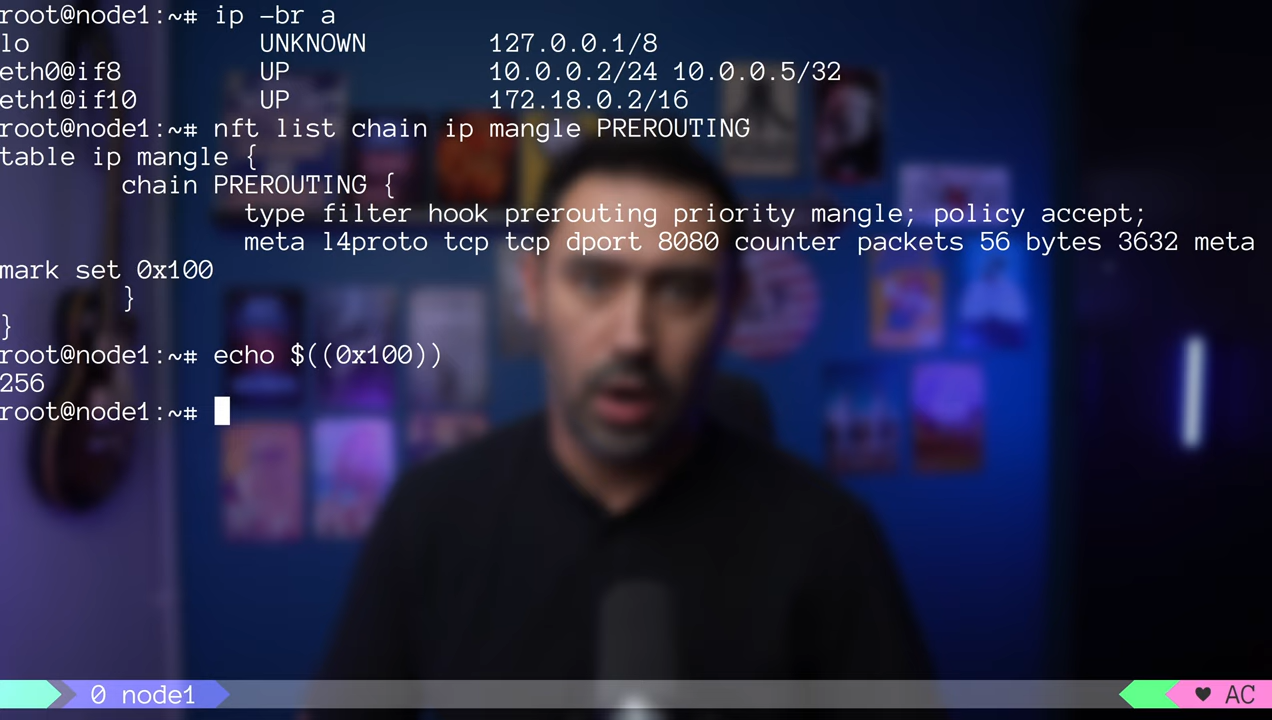 root@node1:~# ip -br a
lo               UNKNOWN        127.0.0.1/8
eth0@if8         UP             10.0.0.2/24 10.0.0.5/32
eth1@if10        UP             172.18.0.2/16
root@node1:~# nft list chain ip mangle PREROUTING
table ip mangle {
        chain PREROUTING {
                type filter hook prerouting priority mangle; policy accept;
                meta l4proto tcp tcp dport 8080 counter packets 56 bytes 3632 meta
mark set 0x100
        }
}
root@node1:~# echo $((0x100))
256
root@node1:~#
0 node1
♥ AC